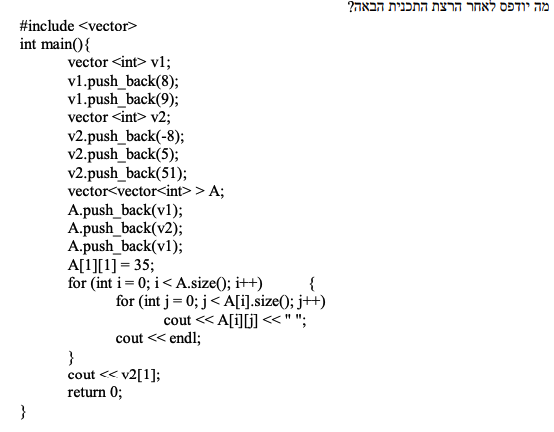 מה יודפס לאחר הרצת התכנית הבאה?
#include <vector>
int main(){
vector <int> v1;
v1.push_back(8);
v1.push_back(9);
vector <int> v2;
v2.push_back(-8);
v2.push_back(5);
v2.push_back(51);
vector<vector<int> > A;
A.push_back(v1);
A.push_back(v2);
A.push_back(v1);
A[1][1] = 35;
for (int i = 0; i < A.size(); i++) {
for (int j = 0; j < A[i].size(); j++)
cout << A[i][j] << " ";
cout << endl;
}
cout << v2[1];
return 0;
}